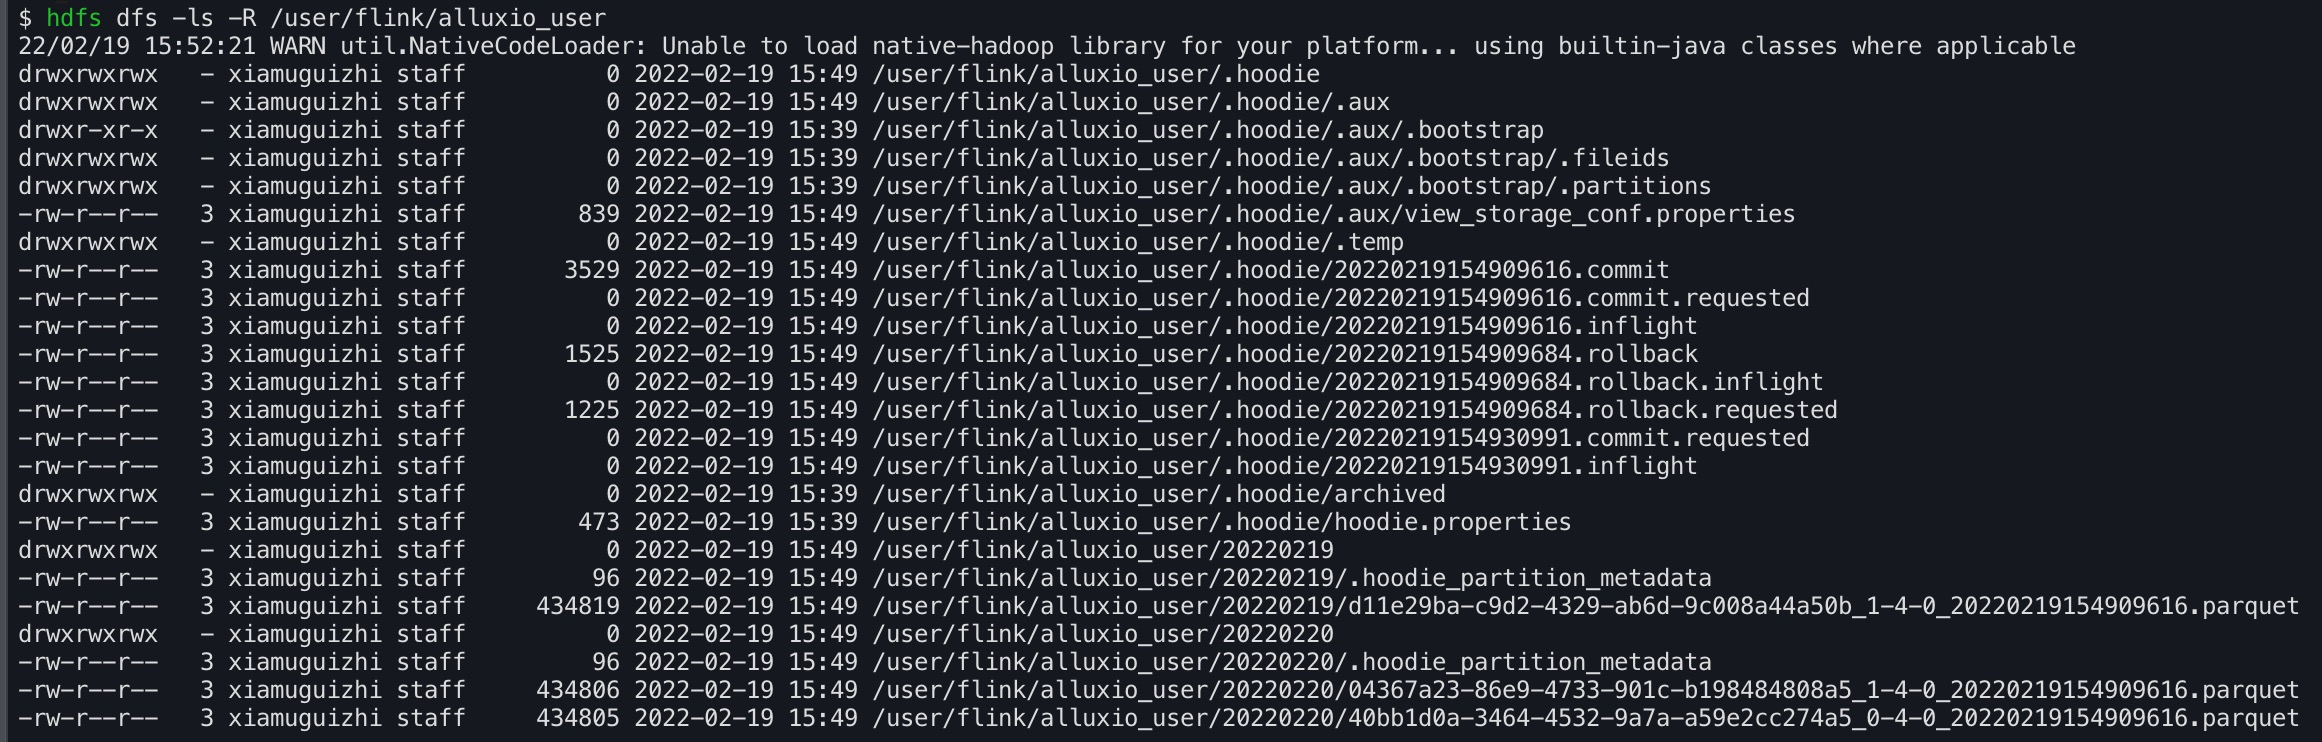 $ hdfs dfs -ls -R /user/flink/alluxio_user
22/02/19 15:52:21 WARN util.NativeCodeLoader: Unable to load native-hadoop library for your platform... using builtin-java classes where applicable
drwxrwxrwx   - xiamuguizhi staff          0 2022-02-19 15:49 /user/flink/alluxio_user/.hoodie
drwxrwxrwx   - xiamuguizhi staff          0 2022-02-19 15:49 /user/flink/alluxio_user/.hoodie/.aux
drwxr-xr-x   - xiamuguizhi staff          0 2022-02-19 15:39 /user/flink/alluxio_user/.hoodie/.aux/.bootstrap
drwxrwxrwx   - xiamuguizhi staff          0 2022-02-19 15:39 /user/flink/alluxio_user/.hoodie/.aux/.bootstrap/.fileids
drwxrwxrwx   - xiamuguizhi staff          0 2022-02-19 15:39 /user/flink/alluxio_user/.hoodie/.aux/.bootstrap/.partitions
-rw-r--r--   3 xiamuguizhi staff        839 2022-02-19 15:49 /user/flink/alluxio_user/.hoodie/.aux/view_storage_conf.properties
drwxrwxrwx   - xiamuguizhi staff          0 2022-02-19 15:49 /user/flink/alluxio_user/.hoodie/.temp
-rw-r--r--   3 xiamuguizhi staff       3529 2022-02-19 15:49 /user/flink/alluxio_user/.hoodie/20220219154909616.commit
-rw-r--r--   3 xiamuguizhi staff          0 2022-02-19 15:49 /user/flink/alluxio_user/.hoodie/20220219154909616.commit.requested
-rw-r--r--   3 xiamuguizhi staff          0 2022-02-19 15:49 /user/flink/alluxio_user/.hoodie/20220219154909616.inflight
-rw-r--r--   3 xiamuguizhi staff       1525 2022-02-19 15:49 /user/flink/alluxio_user/.hoodie/20220219154909684.rollback
-rw-r--r--   3 xiamuguizhi staff          0 2022-02-19 15:49 /user/flink/alluxio_user/.hoodie/20220219154909684.rollback.inflight
-rw-r--r--   3 xiamuguizhi staff       1225 2022-02-19 15:49 /user/flink/alluxio_user/.hoodie/20220219154909684.rollback.requested
-rw-r--r--   3 xiamuguizhi staff          0 2022-02-19 15:49 /user/flink/alluxio_user/.hoodie/20220219154930991.commit.requested
-rw-r--r--   3 xiamuguizhi staff          0 2022-02-19 15:49 /user/flink/alluxio_user/.hoodie/20220219154930991.inflight
drwxrwxrwx   - xiamuguizhi staff          0 2022-02-19 15:39 /user/flink/alluxio_user/.hoodie/archived
-rw-r--r--   3 xiamuguizhi staff        473 2022-02-19 15:39 /user/flink/alluxio_user/.hoodie/hoodie.properties
drwxrwxrwx   - xiamuguizhi staff          0 2022-02-19 15:49 /user/flink/alluxio_user/20220219
-rw-r--r--   3 xiamuguizhi staff         96 2022-02-19 15:49 /user/flink/alluxio_user/20220219/.hoodie_partition_metadata
-rw-r--r--   3 xiamuguizhi staff     434819 2022-02-19 15:49 /user/flink/alluxio_user/20220219/d11e29ba-c9d2-4329-ab6d-9c008a44a50b_1-4-0_20220219154909616.parquet
drwxrwxrwx   - xiamuguizhi staff          0 2022-02-19 15:49 /user/flink/alluxio_user/20220220
-rw-r--r--   3 xiamuguizhi staff         96 2022-02-19 15:49 /user/flink/alluxio_user/20220220/.hoodie_partition_metadata
-rw-r--r--   3 xiamuguizhi staff     434806 2022-02-19 15:49 /user/flink/alluxio_user/20220220/04367a23-86e9-4733-901c-b198484808a5_1-4-0_20220219154909616.parquet
-rw-r--r--   3 xiamuguizhi staff     434805 2022-02-19 15:49 /user/flink/alluxio_user/20220220/40bb1d0a-3464-4532-9a7a-a59e2cc274a5_0-4-0_20220219154909616.parquet